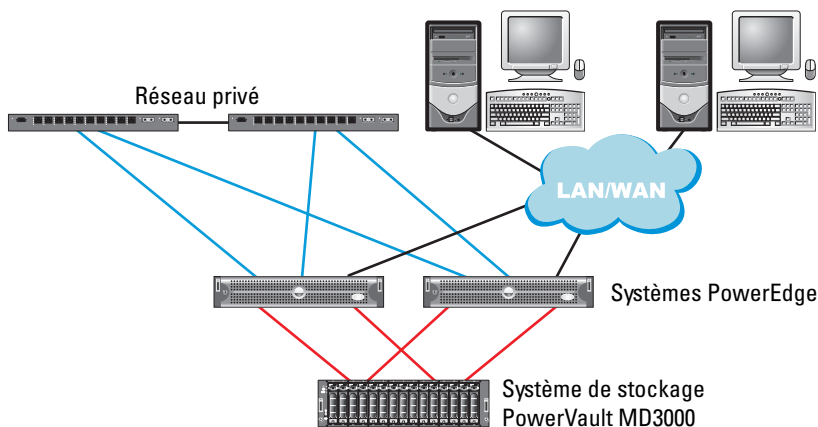 Réseau privé
LAN/WAN
Systèmes PowerEdge
Système de stockage
PowerVault MD3000